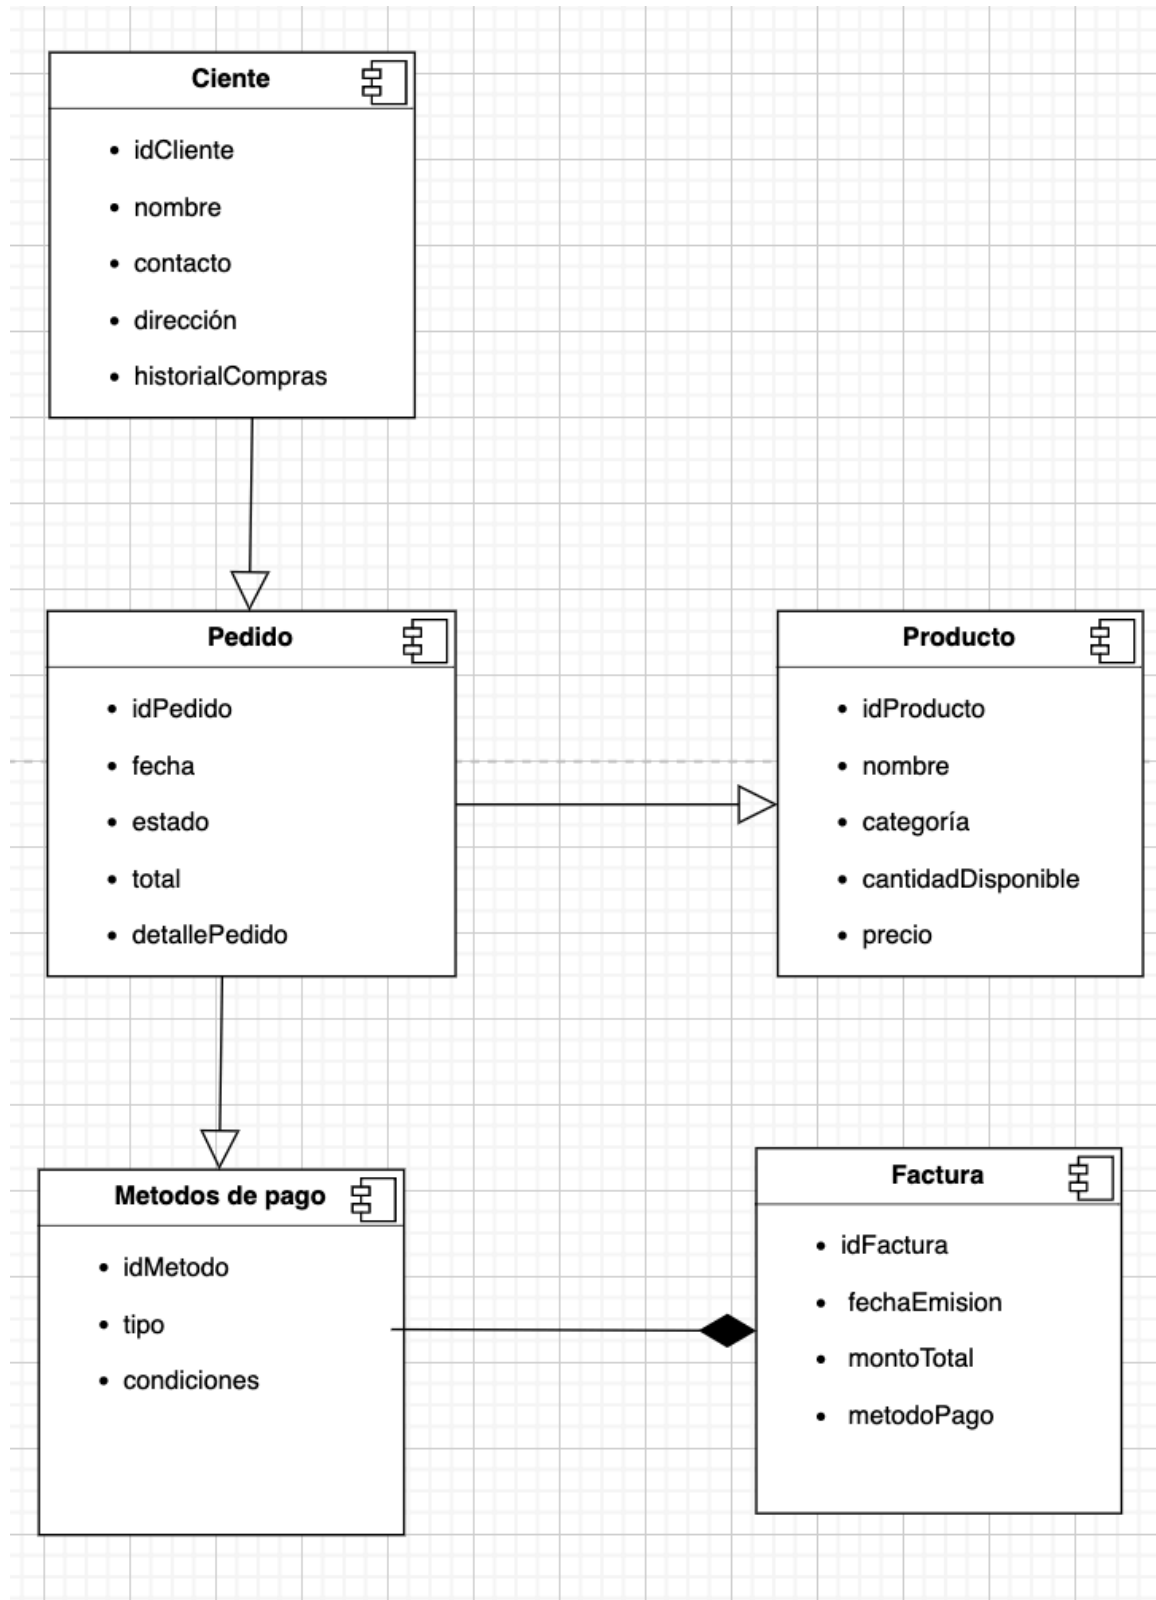 Ciente
idCliente
nombre
contacto
dirección
historialCompras
Pedido
idPedido
fecha
estado
total
detallePedido
Producto
idProducto
nombre
categoría
cantidadDisponible
precio
Metodos de pago
idMetodo
tipo
condiciones
Factura
idFactura
fechaEmision
montoTotal
metodoPago